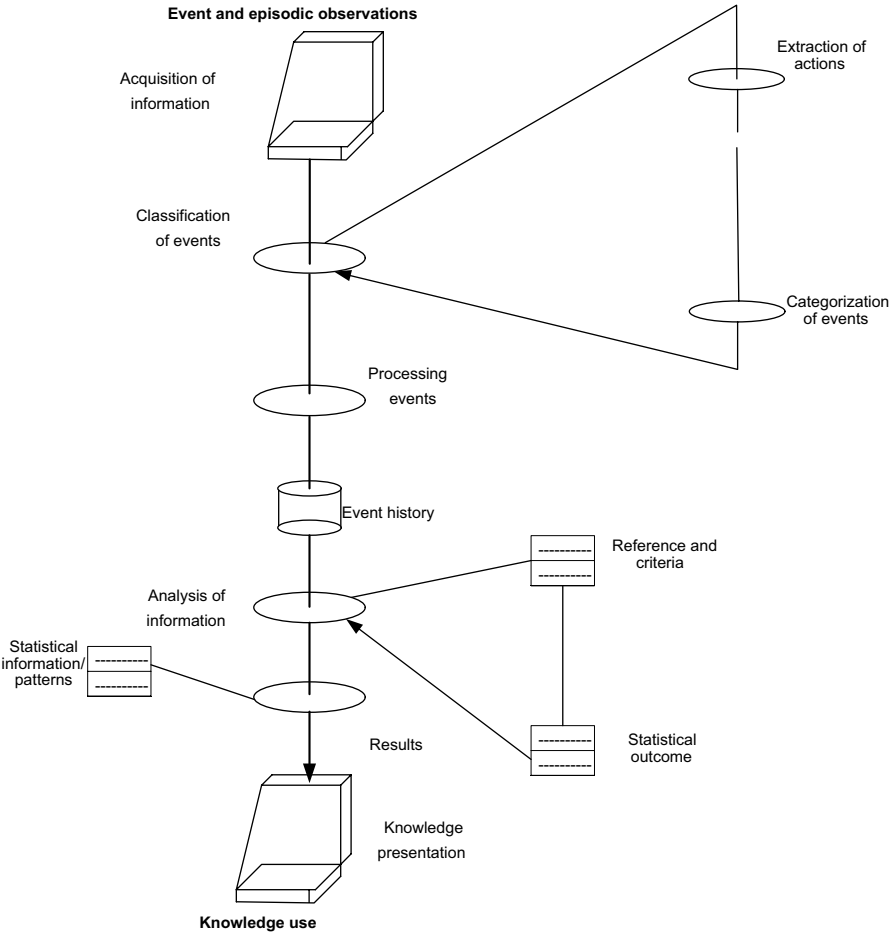 Event and episodic observations
Acquisition of
information
Extraction of
actions
Classification
of events
Categorization
of events
Processing
events
Event history
Reference and
criteria
Analysis of
information
Statistical
information/
patterns
Statistical
outcome
Results
Knowledge
presentation
Knowledge use